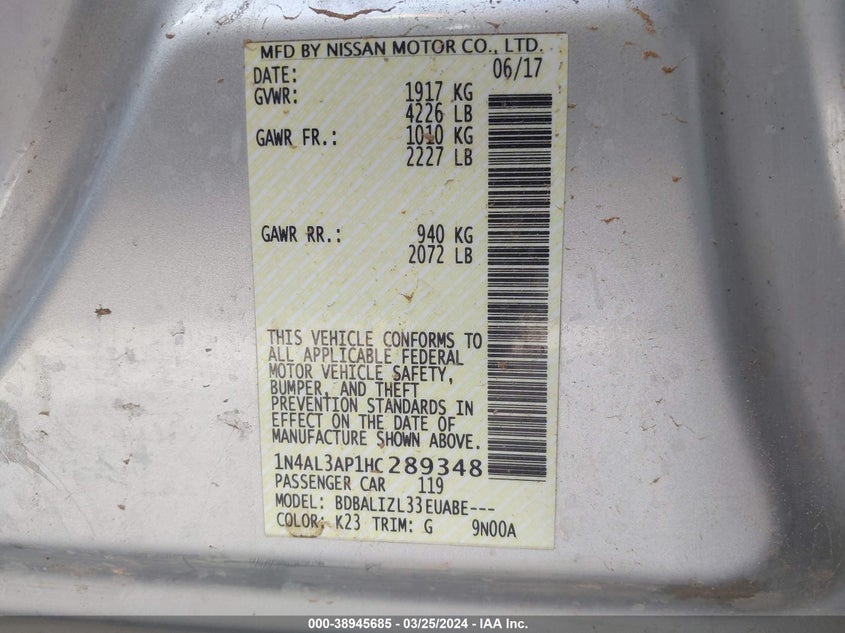 MFD BY NISSAN MOTOR CO., LTD.
DATE: 06/17
GVWR: 1917 KG
4226 LB
GAWR FR.: 1010 KG
2227 LB
GAWR RR.: 940 KG
2072 LB
THIS VEHICLE CONFORMS TO
ALL APPLICABLE FEDERAL
MOTOR VEHICLE SAFETY,
BUMPER, AND THEFT
PREVENTION STANDARDS IN
EFFECT ON THE DATE OF
MANUFACTURE SHOWN ABOVE.
1N4AL3AP1HC289348
PASSENGER CAR 119
MODEL: BDBALIZL33EUABE---
COLOR: K23 TRIM: G 9N00A
000-38945685 - 03/25/2024 - IAA Inc.